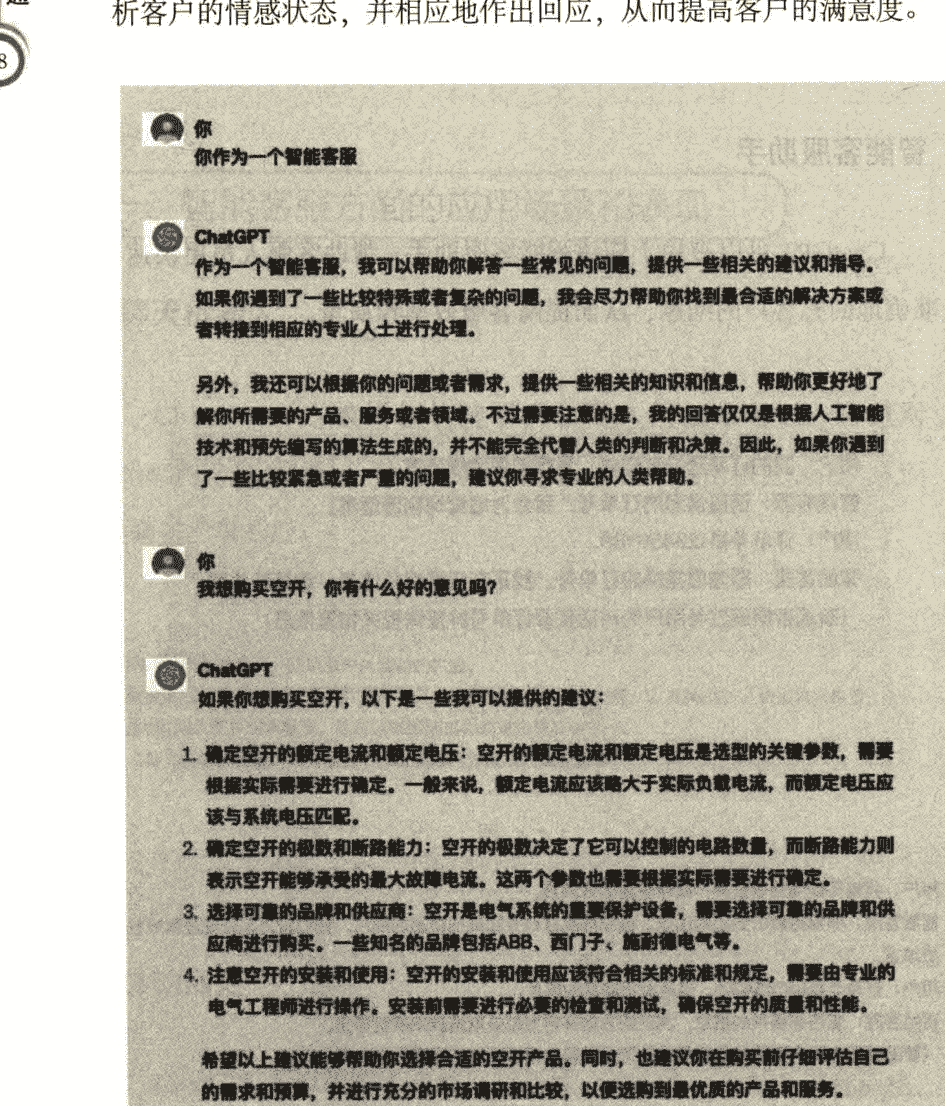 析客户的情感状态，并相应地作出回应，从而提高客户的满意度。
8
你
你作为一个智能客服
ChatGPT
作为一个智能客服，我可以帮助你解答一些常见的问题，提供一些相关的建议和指导。
如果你遇到了一些比较特殊或者复杂的问题，我会尽力帮助你找到最合适的解决方案或
者转接到相应的专业人士进行处理。
另外，我还可以根据你的问题或者需求，提供一些相关的知识和信息，帮助你更好地了
解你所需要的产品、服务或者领域。不过需要注意的是，我的回答仅仅是根据人工智能
技术和预先编写的算法生成的，并不能完全代替人类的判断和决策。因此，如果你遇到
了一些比较紧急或者严重的问题，建议你寻求专业的人类帮助。
你
我想购买空开，你有什么好的意见吗？
ChatGPT
如果你想购买空开，以下是一些我可以提供的建议：
1. 确定空开的额定电流和额定电压：空开的额定电流和额定电压是选型的关键参数，需要
根据实际需要进行确定。一般来说，额定电流应该略大于实际负载电流，而额定电压应
该与系统电压匹配。
2. 确定空开的极数和断路能力：空开的极数决定了它可以控制的电路数量，而断路能力则
表示空开能够承受的最大故障电流。这两个参数也需要根据实际需要进行确定。
3. 选择可靠的品牌和供应商：空开是电气系统的重要保护设备，需要选择可靠的品牌和供
应商进行购买。一些知名的品牌包括ABB、西门子、施耐德电气等。
4. 注意空开的安装和使用：空开的安装和使用应该符合相关的标准和规定，需要由专业的
电气工程师进行操作。安装前需要进行必要的检查和测试，确保空开的质量和性能。
希望以上建议能够帮助你选择合适的空开产品。同时，也建议你在购买前仔细评估自己
的需求和预算，并进行充分的市场调研和比较，以便选购到最优质的产品和服务。